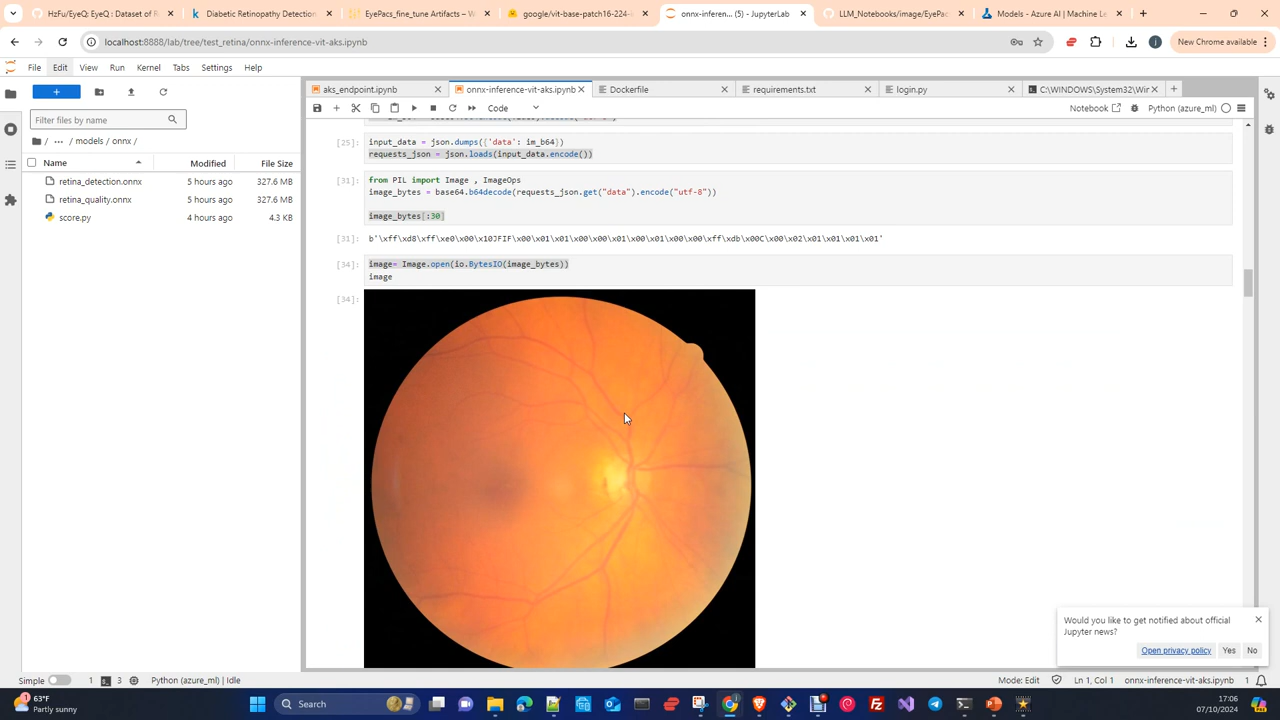 HzFu/EyeQ: EyeQ : Dataset of R
Diabetic Retinopathy Detection
EyePacs_fine_tune Artifacts – W
google/vit-base-patch16-224-i
onnx-inferen... (5) - JupyterLab
LLM_Notebooks/image/EyePac
Models - Azure AI | Machine Le
localhost:8888/lab/tree/test_retina/onnx-inference-vit-aks.ipynb
New Chrome available
File Edit View Run Kernel Tabs Settings Help
aks_endpoint.ipynb
onnx-inference-vit-aks.ipynb
Dockerfile
requirements.txt
login.py
C:\WINDOWS\System32\Wir
Code
Notebook
Python (azure_ml)
Filter files by name
/ ... / models / onnx /
Name Modified File Size
retina_detection.onnx 5 hours ago 327.6 MB
retina_quality.onnx 5 hours ago 327.6 MB
score.py 4 hours ago 4.3 KB
[25]: input_data = json.dumps({'data': im_b64})
requests_json = json.loads(input_data.encode())
[31]: from PIL import Image , ImageOps
image_bytes = base64.b64decode(requests_json.get("data").encode("utf-8"))
image_bytes[:30]
[31]: b'\xff\xd8\xff\xe0\x00\x10JFIF\x00\x01\x01\x00\x00\x01\x00\x01\x00\x00\xff\xdb\x00C\x00\x02\x01\x01\x01\x01'
[34]: image= Image.open(io.BytesIO(image_bytes))
image
[34]:
Would you like to get notified about official
Jupyter news?
Open privacy policy Yes No
Simple 1 3 Python (azure_ml) | Idle
Mode: Edit Ln 1, Col 1 onnx-inference-vit-aks.ipynb 1
63°F
Partly sunny
Search
17:06
07/10/2024